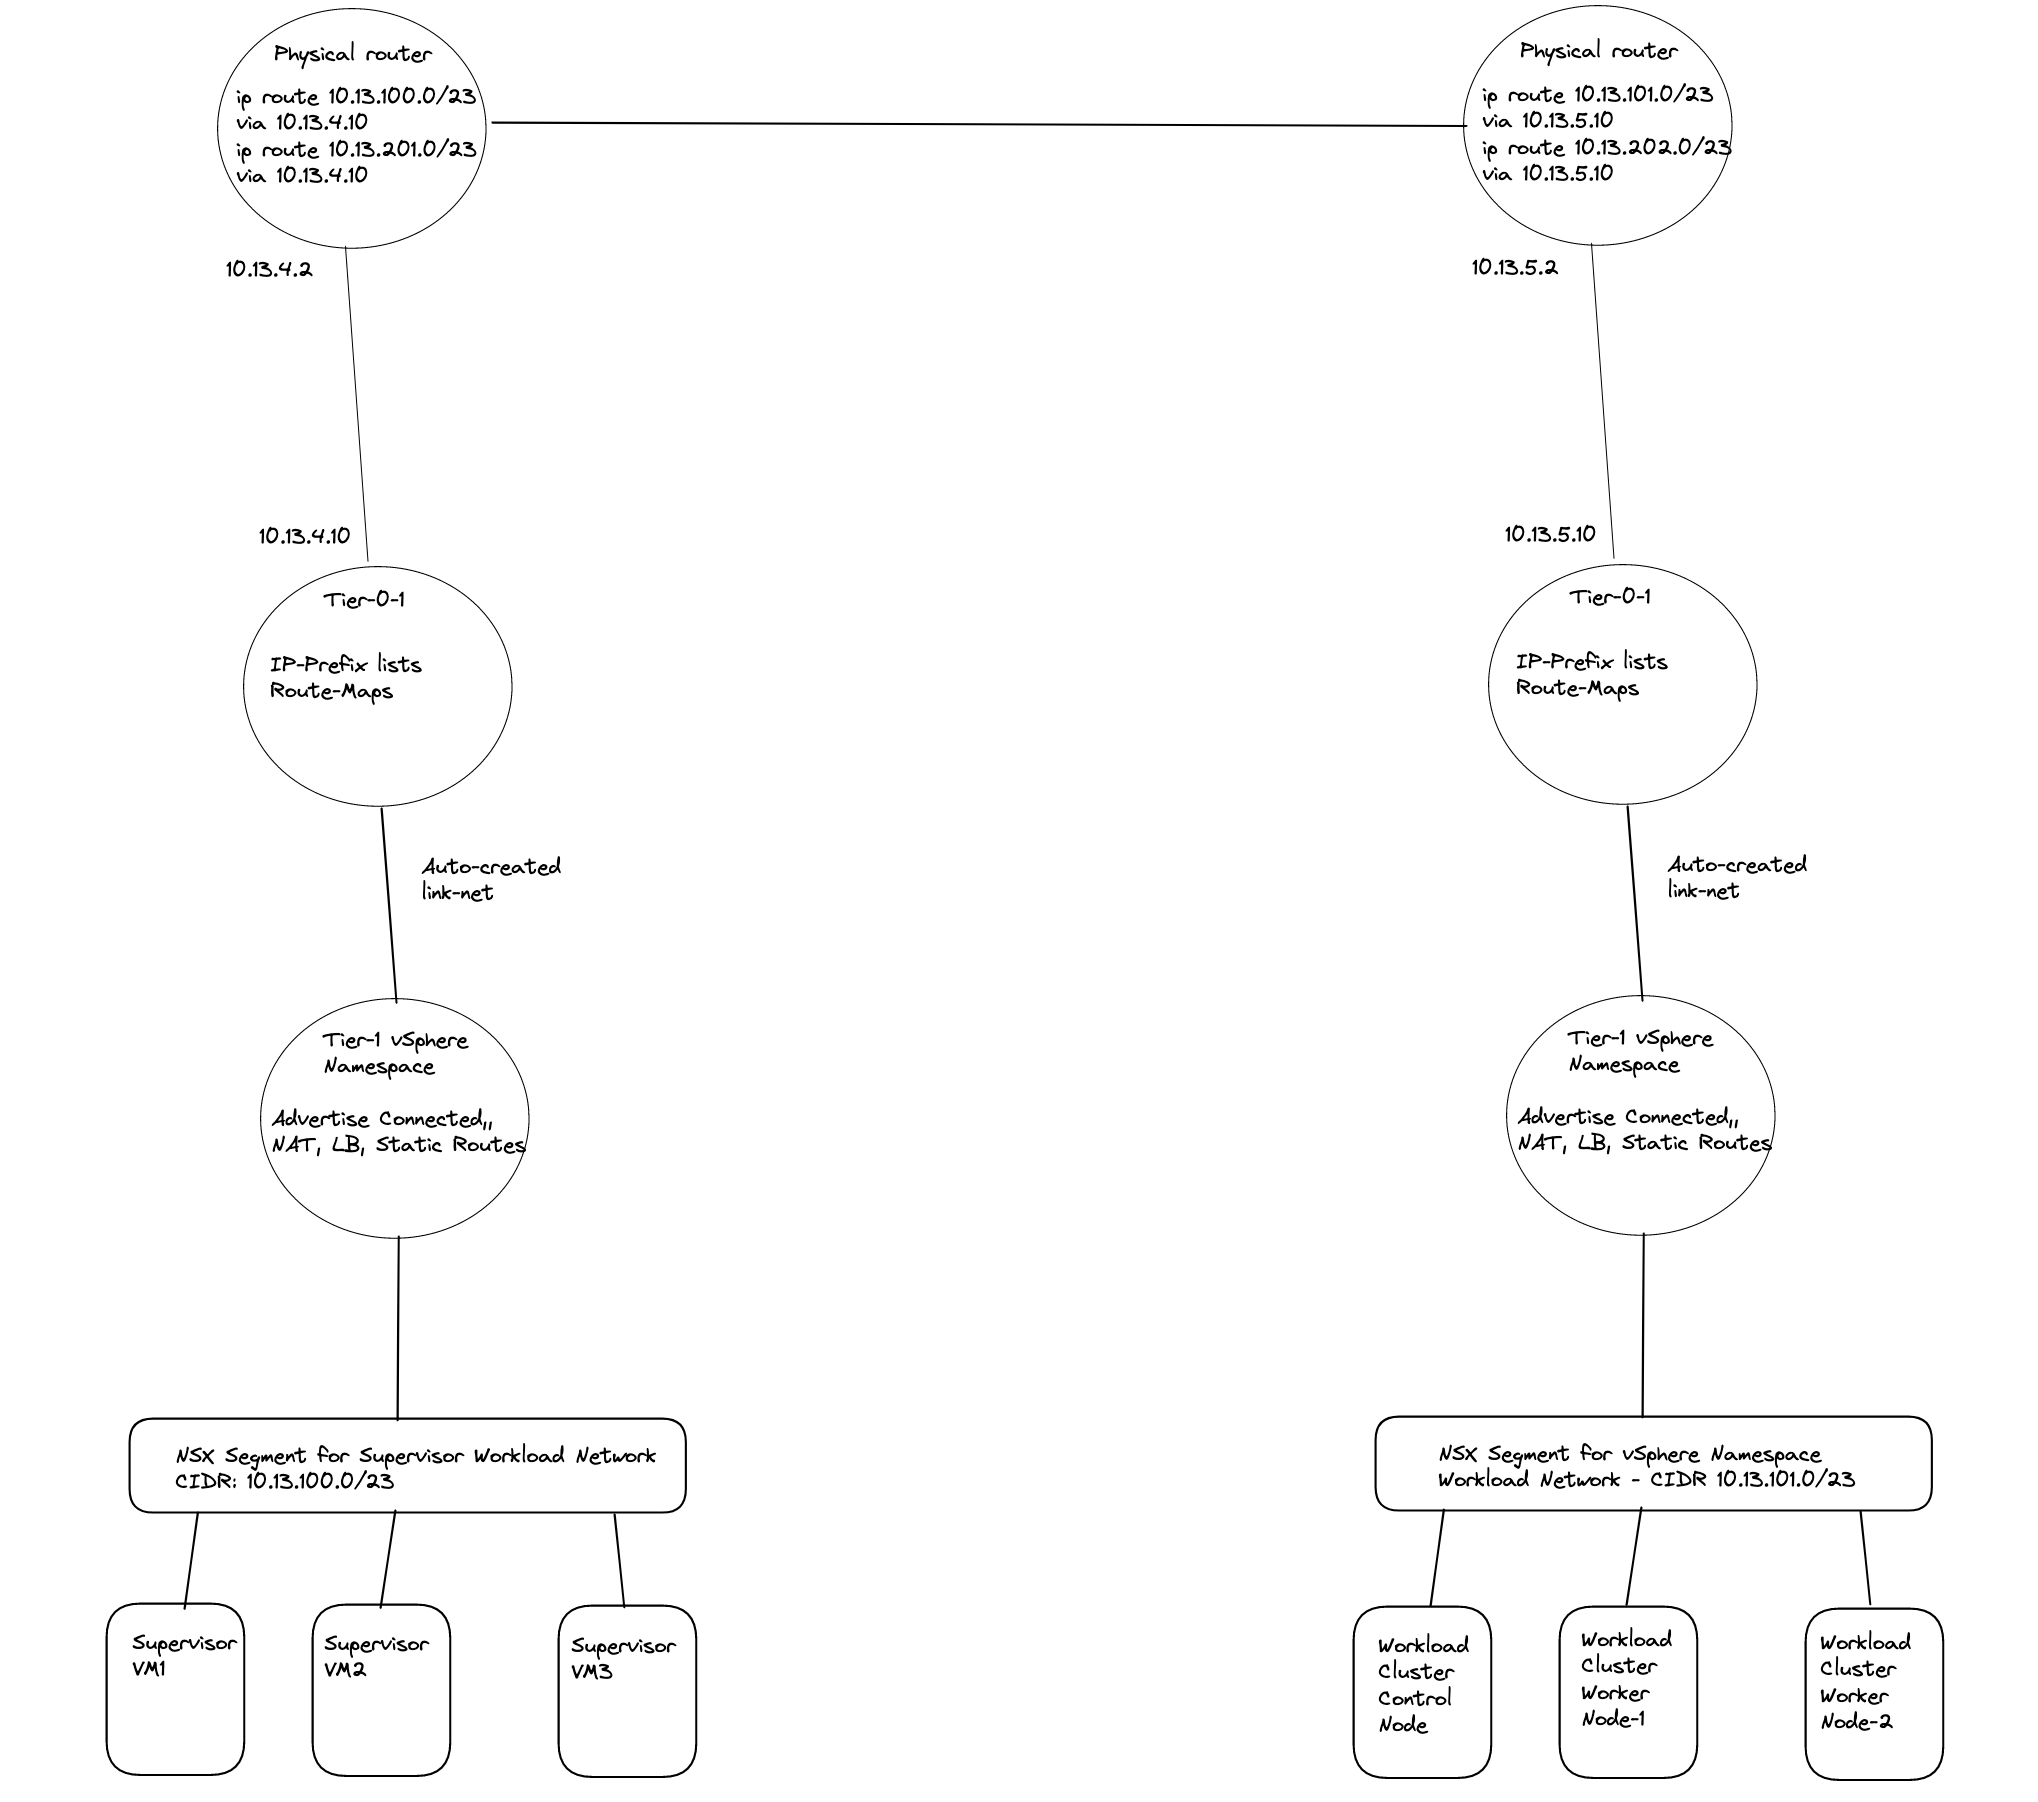 Physical router
ip route 10.13.100.0/23
via 10.13.4.10
ip route 10.13.201.0/23
via 10.13.4.10
10.13.4.2
10.13.4.10
Tier-0-1
IP-Prefix lists
Route-Maps
Auto-created
link-net
Tier-1 vSphere
Namespace
Advertise Connected,,
NAT, LB, Static Routes
NSX Segment for Supervisor Workload Network
CIDR: 10.13.100.0/23
Supervisor
VM1
Supervisor
VM2
Supervisor
VM3
Physical router
ip route 10.13.101.0/23
via 10.13.5.10
ip route 10.13.202.0/23
via 10.13.5.10
10.13.5.2
10.13.5.10
Tier-0-1
IP-Prefix lists
Route-Maps
Auto-created
link-net
Tier-1 vSphere
Namespace
Advertise Connected,,
NAT, LB, Static Routes
NSX Segment for vSphere Namespace
Workload Network - CIDR 10.13.101.0/23
Workload
Cluster
Control
Node
Workload
Cluster
Worker
Node-1
Workload
Cluster
Worker
Node-2